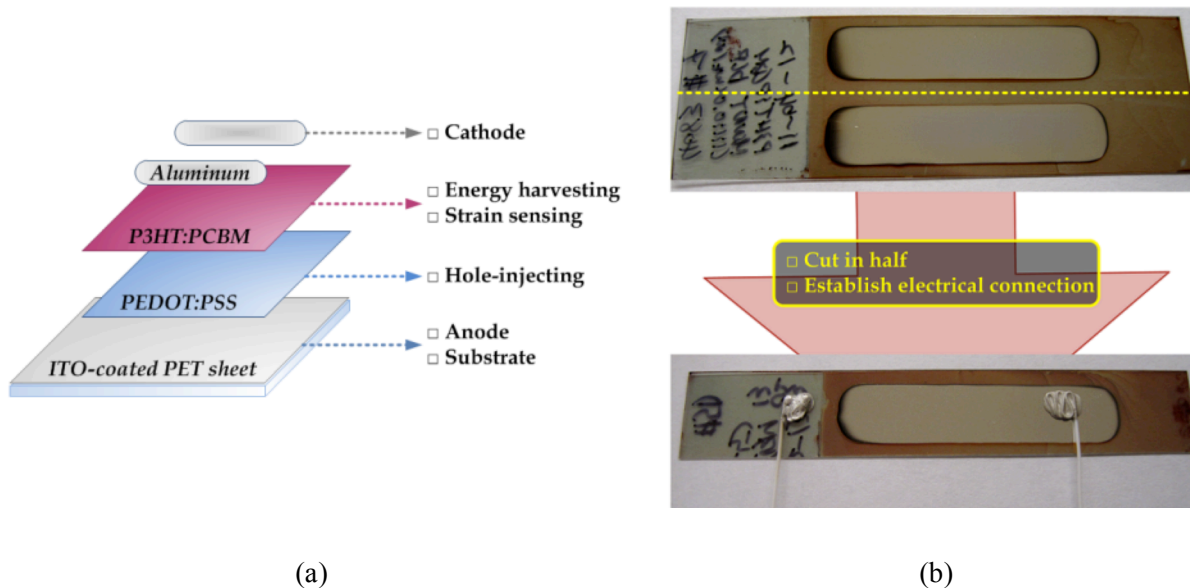 □ Cathode
Aluminum
□ Energy harvesting
□ Strain sensing
P3HT:PCBM
□ Hole-injecting
PEDOT:PSS
□ Anode
□ Substrate
ITO-coated PET sheet
(a)
□ Cut in half
□ Establish electrical connection
(b)